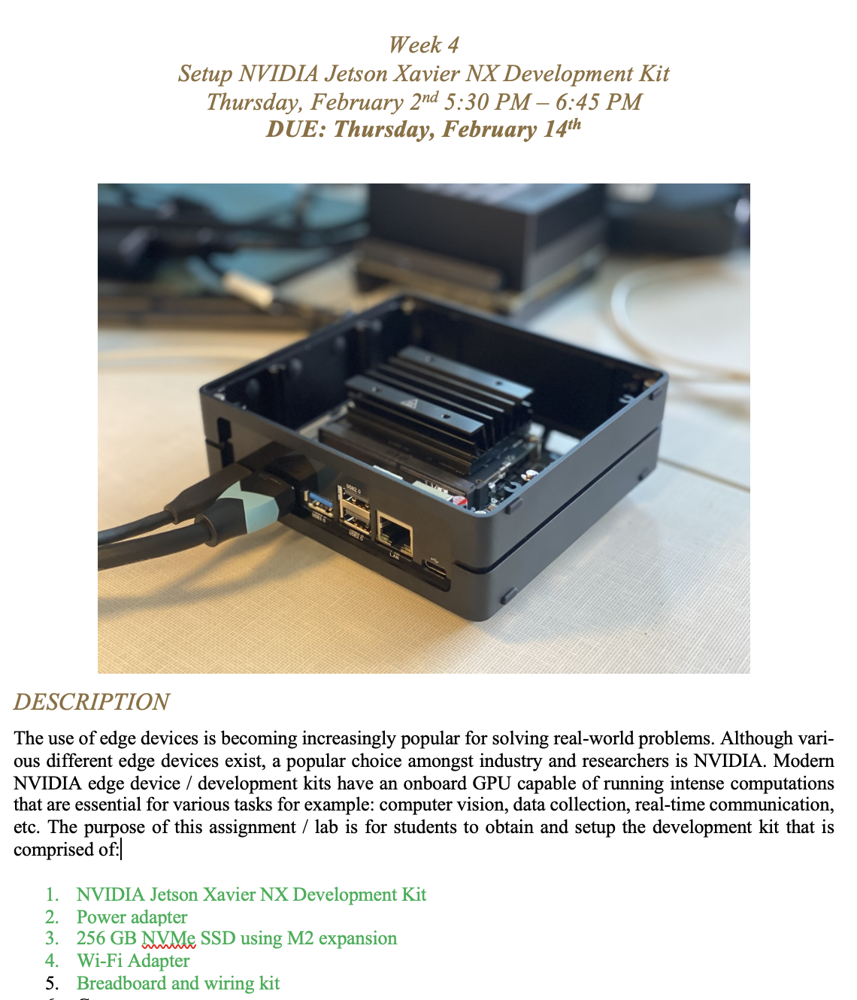 Week 4
Setup NVIDIA Jetson Xavier NX Development Kit
Thursday, February 2nd 5:30 PM – 6:45 PM
DUE: Thursday, February 14th
USB2.0
USB3.0
USB2.0
LAN
DESCRIPTION
The use of edge devices is becoming increasingly popular for solving real-world problems. Although vari-
ous different edge devices exist, a popular choice amongst industry and researchers is NVIDIA. Modern
NVIDIA edge device / development kits have an onboard GPU capable of running intense computations
that are essential for various tasks for example: computer vision, data collection, real-time communication,
etc. The purpose of this assignment / lab is for students to obtain and setup the development kit that is
comprised of:
1. NVIDIA Jetson Xavier NX Development Kit
2. Power adapter
3. 256 GB NVMe SSD using M2 expansion
4. Wi-Fi Adapter
5. Breadboard and wiring kit